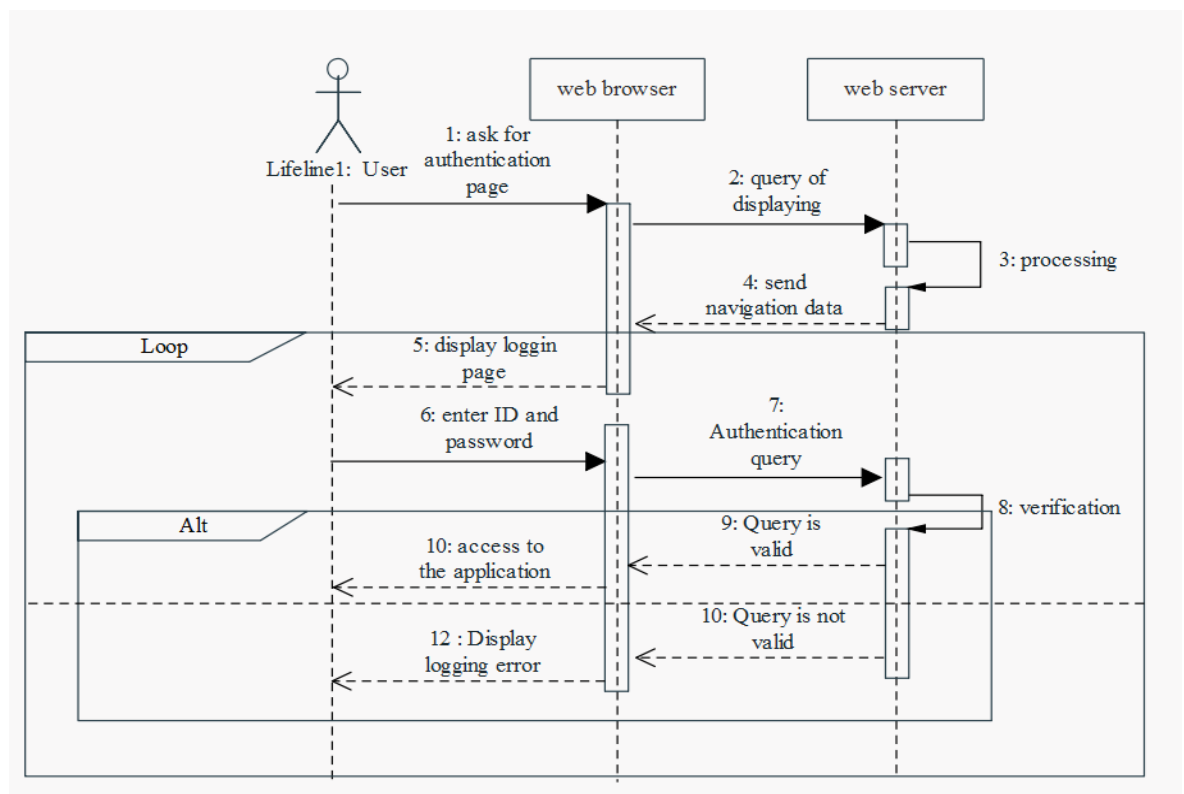 web browser
web server
Lifeline1: User
1: ask for
authentication
page
2: query of
displaying
3: processing
4: send
navigation data
Loop
5: display loggin
page
6: enter ID and
password
7:
Authentication
query
8: verification
Alt
9: Query is
valid
10: access to
the application
10: Query is not
valid
12 : Display
logging error